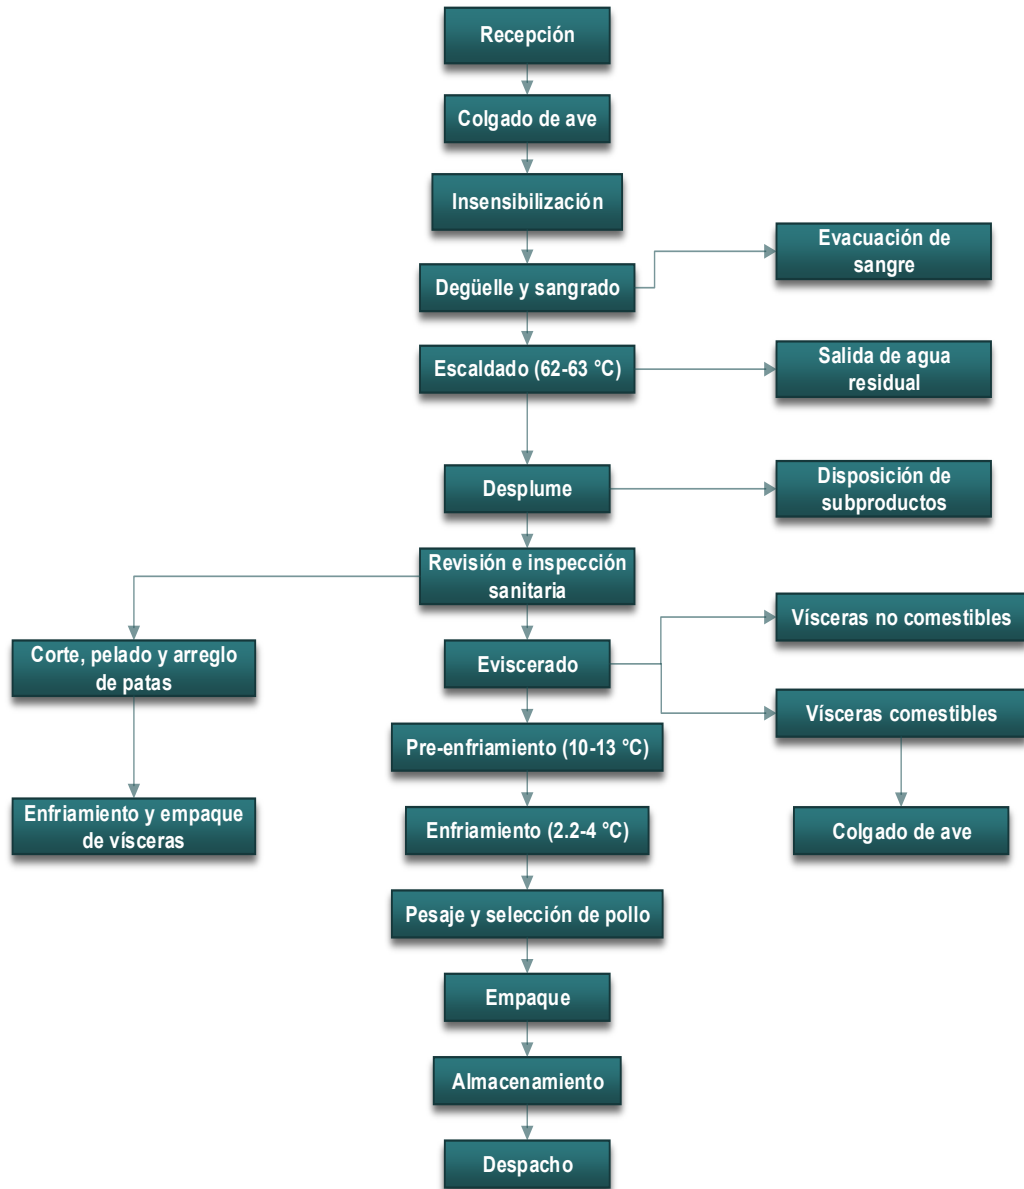 Recepción
Colgado de ave
Insensibilización
Degüelle y sangrado
Evacuación de
sangre
Escaldado (62-63 °C)
Salida de agua
residual
Desplume
Disposición de
subproductos
Revisión e inspección
sanitaria
Corte, pelado y arreglo
de patas
Enfriamiento y empaque
de vísceras
Eviscerado
Vísceras no comestibles
Vísceras comestibles
Colgado de ave
Pre-enfriamiento (10-13 °C)
Enfriamiento (2.2-4 °C)
Pesaje y selección de pollo
Empaque
Almacenamiento
Despacho